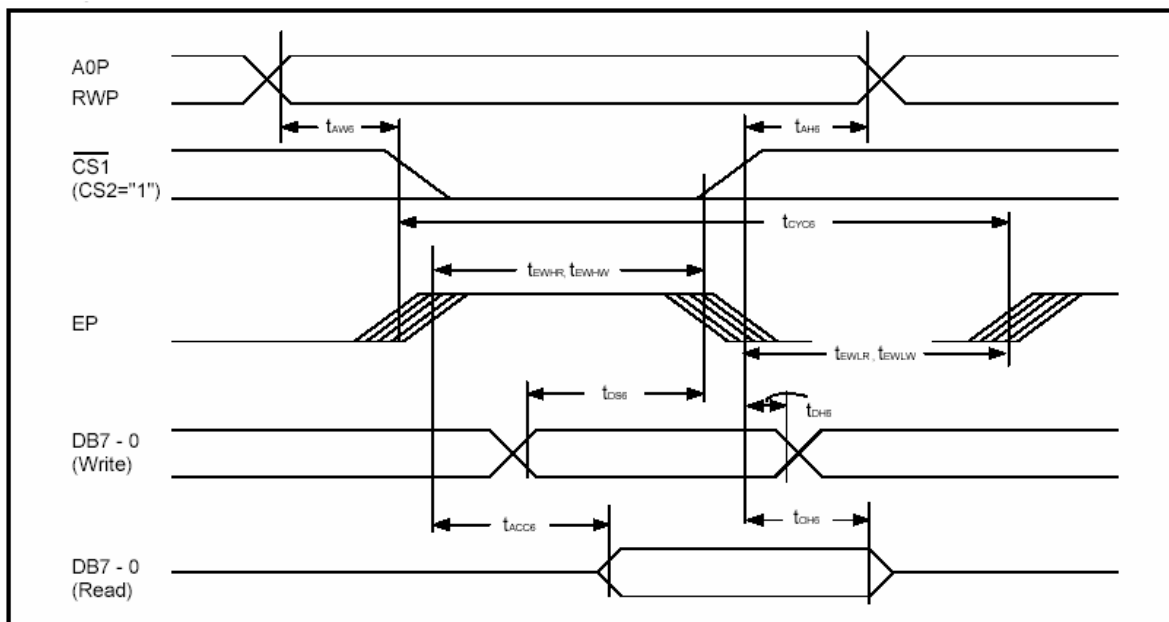 A0P
RWP
tAW6
tAH6
CS1
(CS2="1")
tCYC6
tEWHR, tEWHW
EP
tEWLR, tEWLW
tDS6
tDH6
DB7 - 0
(Write)
tACC6
tOH6
DB7 - 0
(Read)